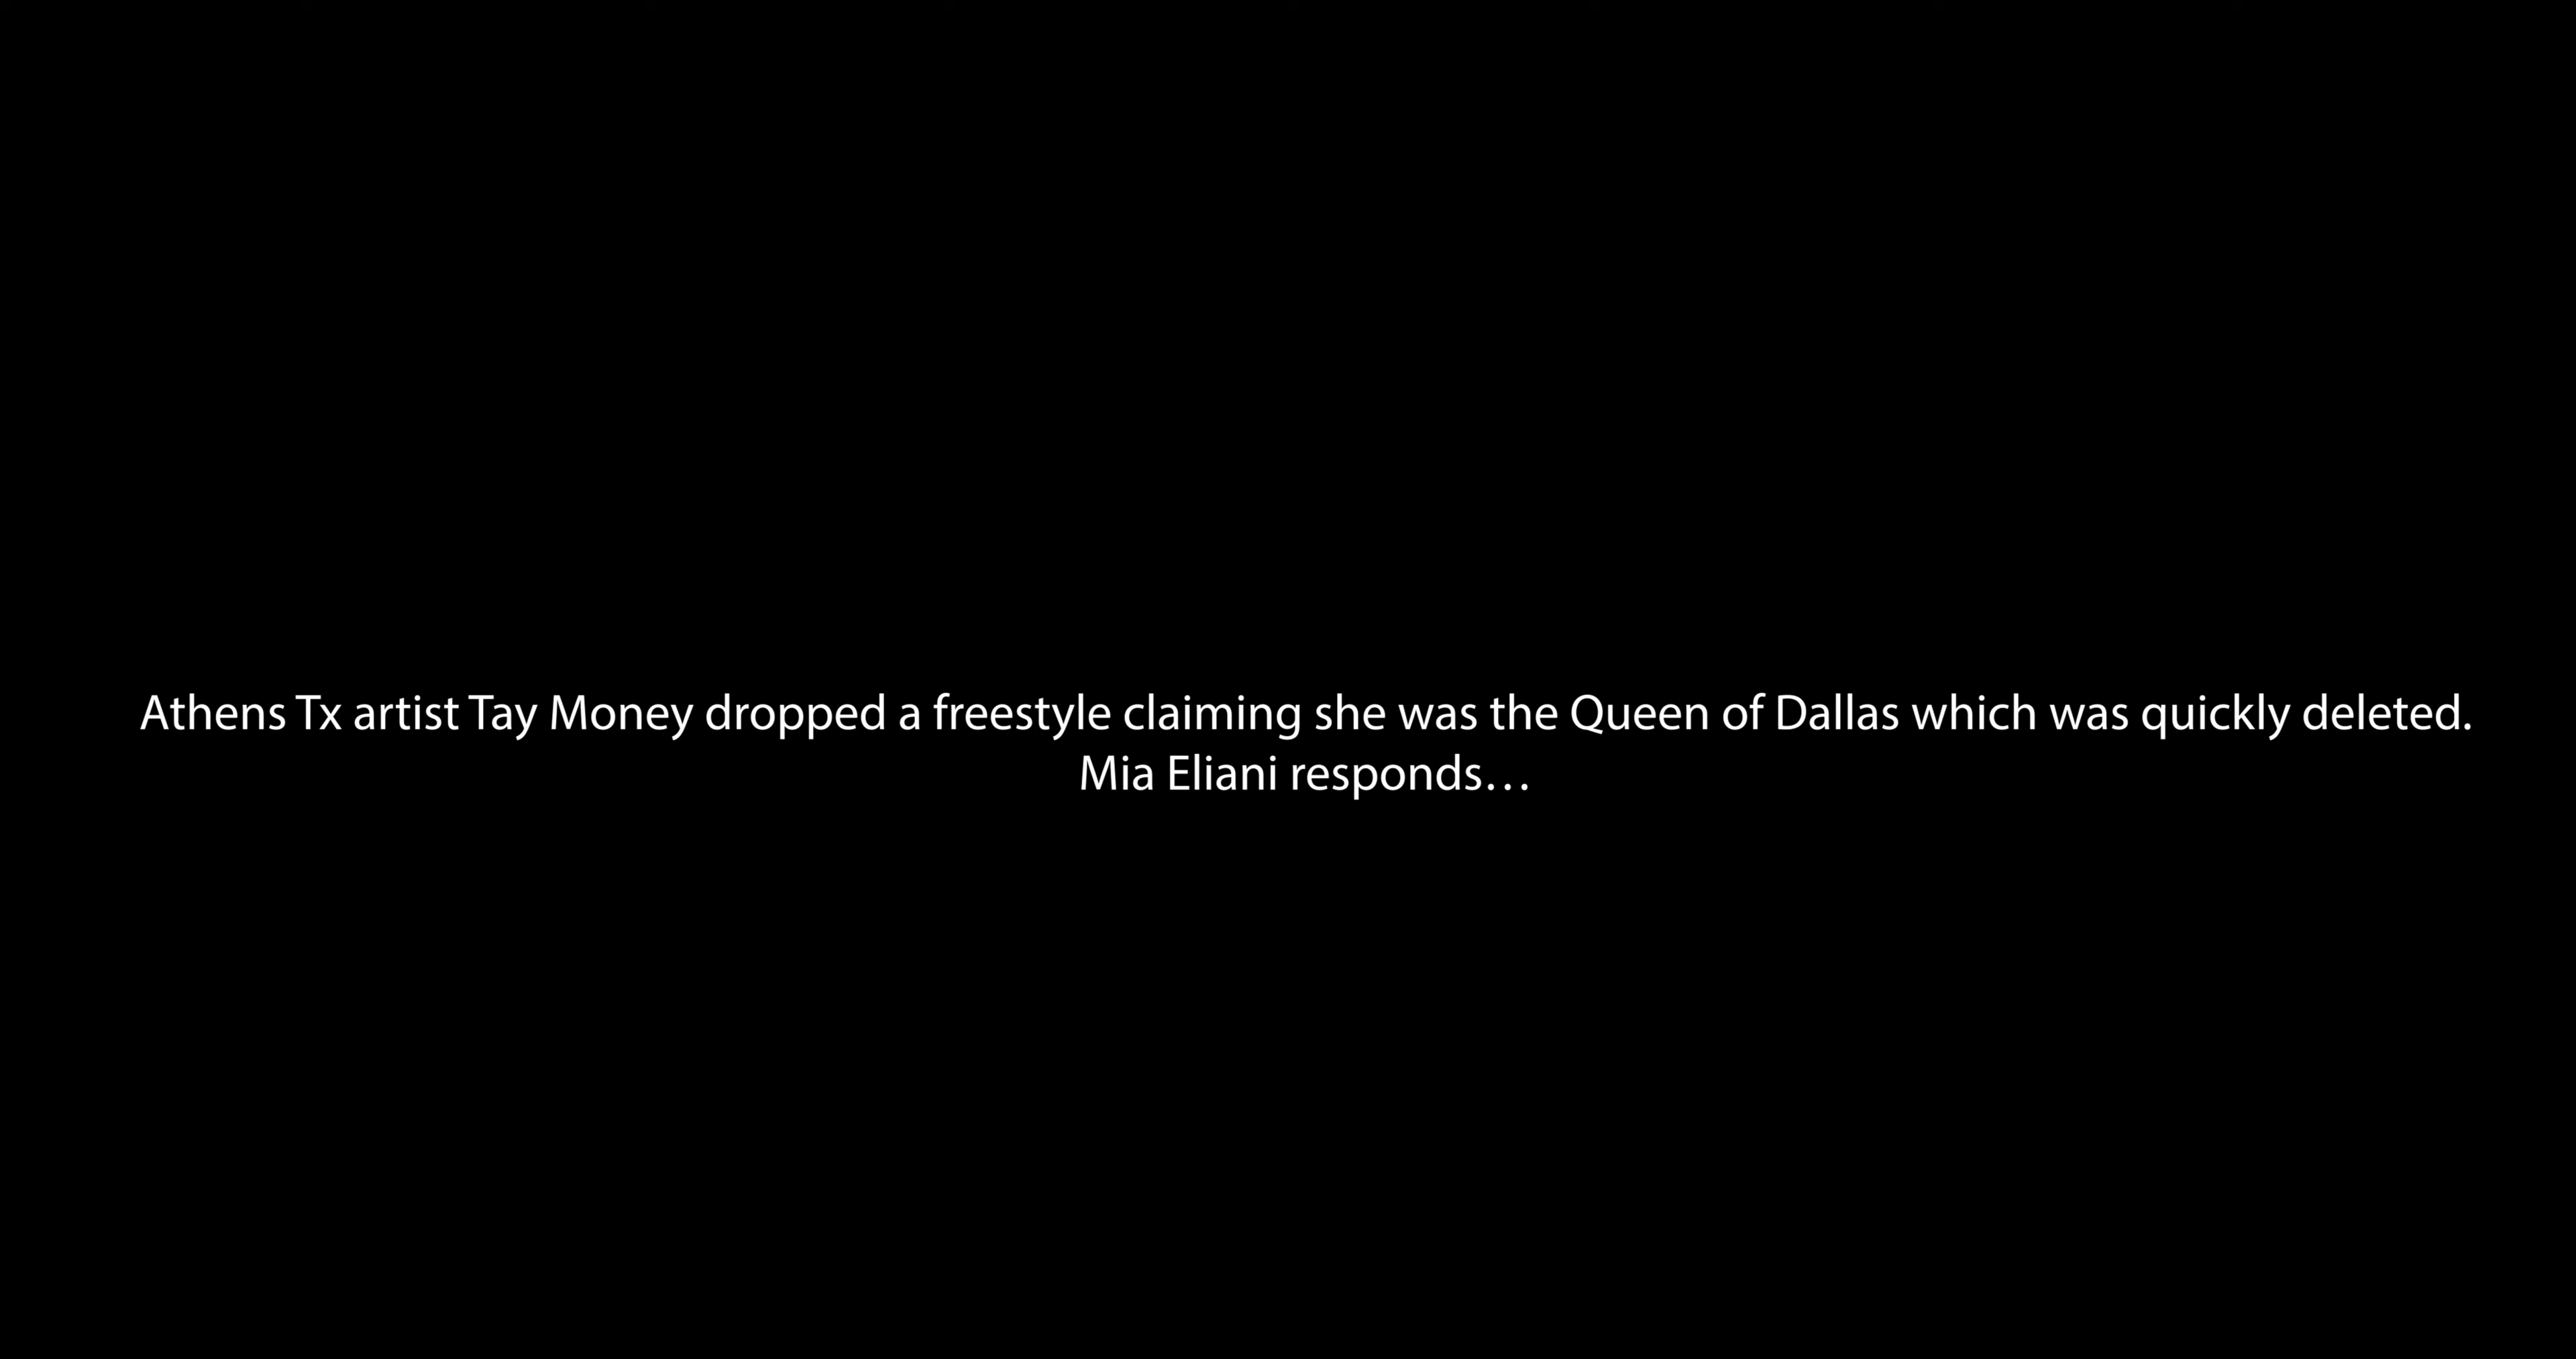 Athens Tx artist Tay Money dropped a freestyle claiming she was the Queen of Dallas which was quickly deleted.
Mia Eliani responds…